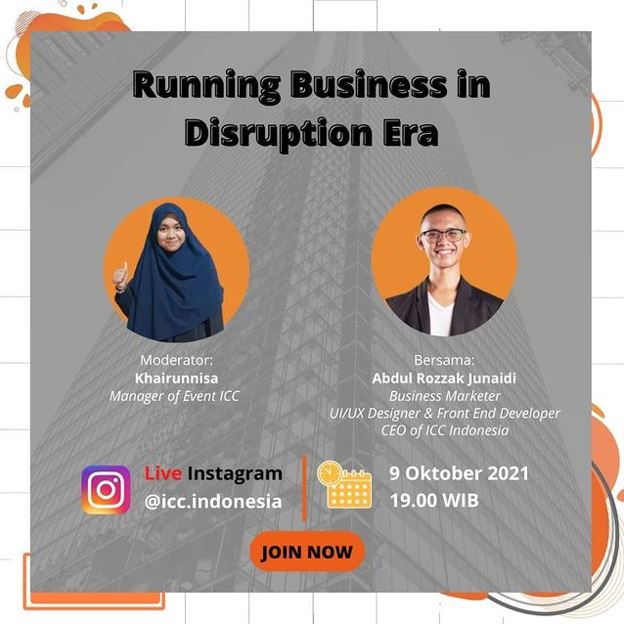 Running Business in
Disruption Era
Moderator:
Khairunnisa
Manager of Event ICC
Bersama:
Abdul Rozzak Junaidi
Business Marketer
UI/UX Designer & Front End Developer
CEO of ICC Indonesia
Live Instagram
@icc.indonesia
9 Oktober 2021
19.00 WIB
JOIN NOW